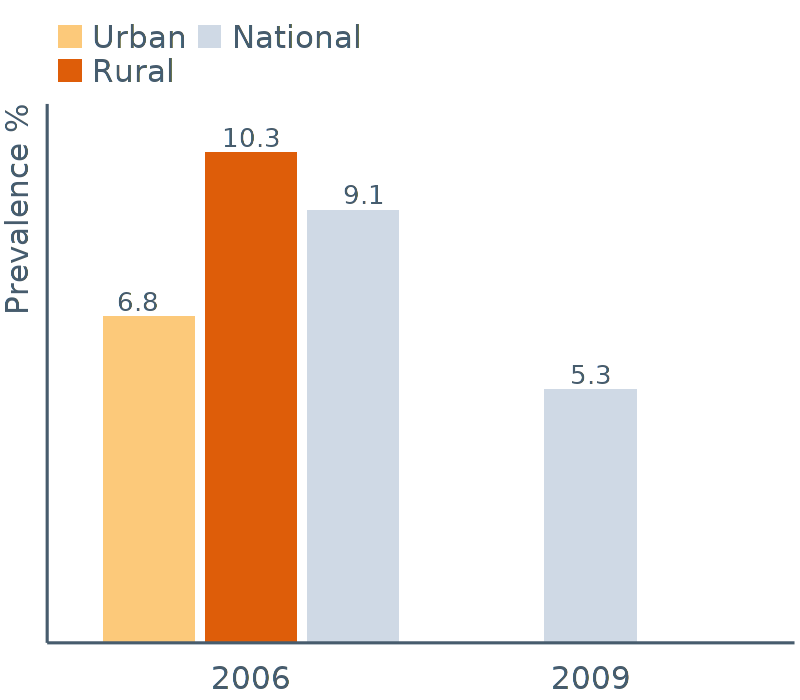 Urban National
Rural
Prevalence %
10.3
9.1
6.8
5.3
2006 2009